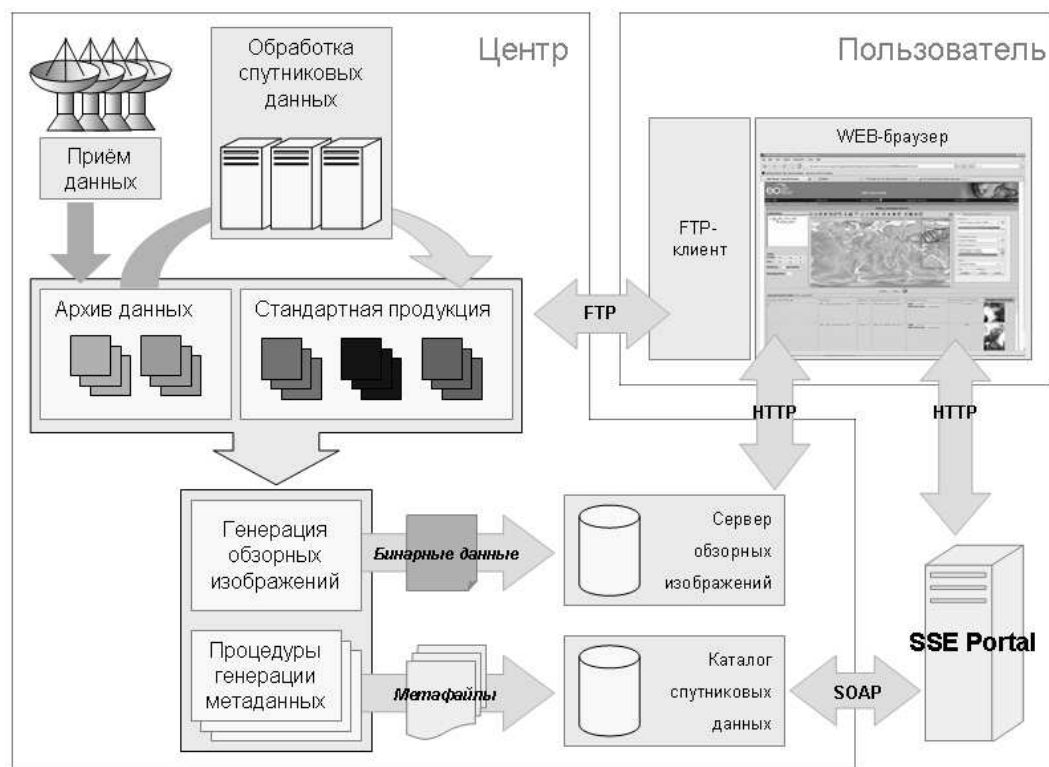 Центр
Обработка
спутниковых
данных
Приём
данных
Архив данных
Стандартная продукция
Пользователь
WEB-браузер
FTP-
клиент
FTP
HTTP
HTTP
Генерация
обзорных
изображений
Бинарные данные
Сервер
обзорных
изображений
Процедуры
генерации
метаданных
Метафайлы
Каталог
спутниковых
данных
SOAP
SSE Portal